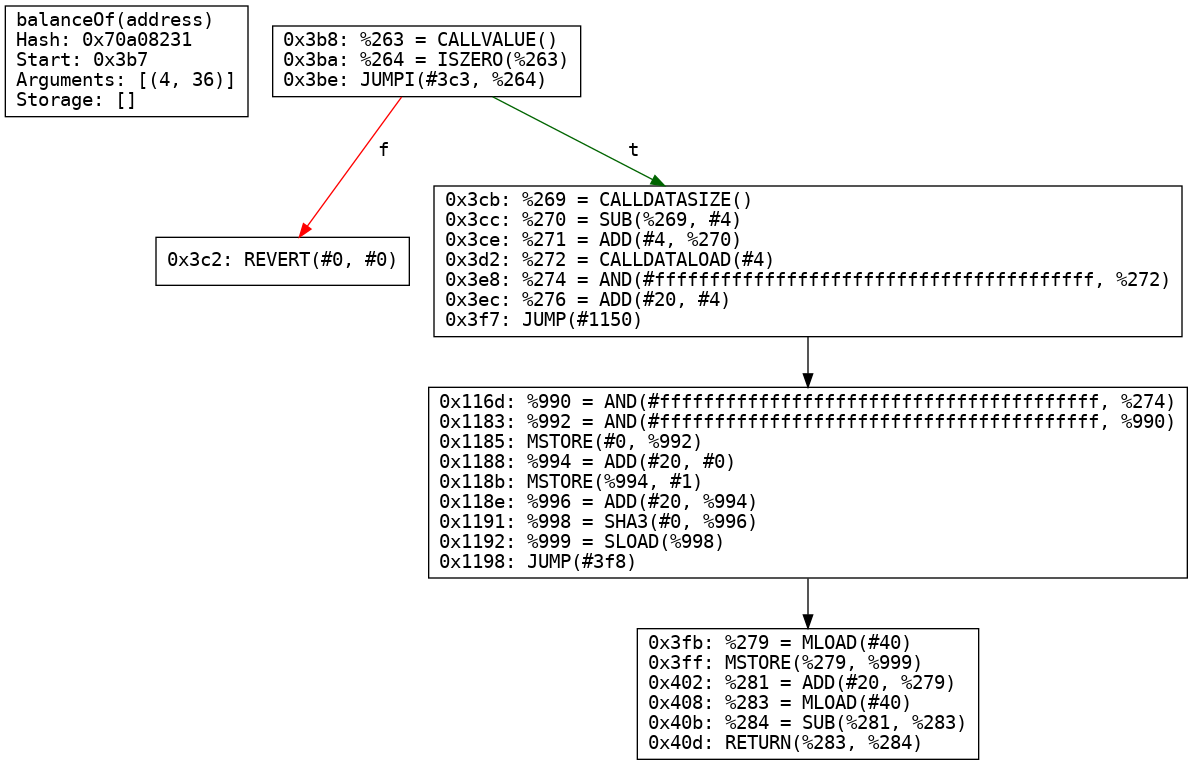 balanceOf(address)
Hash: 0x70a08231
Start: 0x3b7
Arguments: [(4, 36)]
Storage: []
0x3b8: %263 = CALLVALUE()
0x3ba: %264 = ISZERO(%263)
0x3be: JUMPI(#3c3, %264)
f
t
0x3c2: REVERT(#0, #0)
0x3cb: %269 = CALLDATASIZE()
0x3cc: %270 = SUB(%269, #4)
0x3ce: %271 = ADD(#4, %270)
0x3d2: %272 = CALLDATALOAD(#4)
0x3e8: %274 = AND(#ffffffffffffffffffffffffffffffffffffffff, %272)
0x3ec: %276 = ADD(#20, #4)
0x3f7: JUMP(#1150)
0x116d: %990 = AND(#ffffffffffffffffffffffffffffffffffffffff, %274)
0x1183: %992 = AND(#ffffffffffffffffffffffffffffffffffffffff, %990)
0x1185: MSTORE(#0, %992)
0x1188: %994 = ADD(#20, #0)
0x118b: MSTORE(%994, #1)
0x118e: %996 = ADD(#20, %994)
0x1191: %998 = SHA3(#0, %996)
0x1192: %999 = SLOAD(%998)
0x1198: JUMP(#3f8)
0x3fb: %279 = MLOAD(#40)
0x3ff: MSTORE(%279, %999)
0x402: %281 = ADD(#20, %279)
0x408: %283 = MLOAD(#40)
0x40b: %284 = SUB(%281, %283)
0x40d: RETURN(%283, %284)